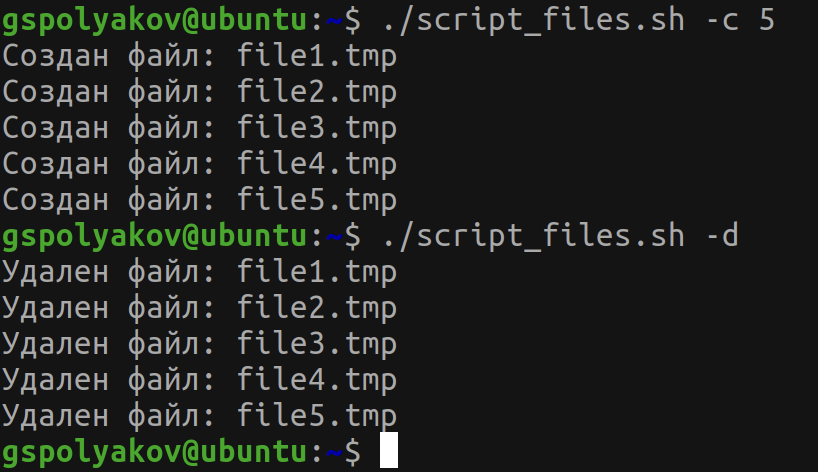 gspolyakov@ubuntu:~$ ./script_files.sh -c 5
Создан файл: file1.tmp
Создан файл: file2.tmp
Создан файл: file3.tmp
Создан файл: file4.tmp
Создан файл: file5.tmp
gspolyakov@ubuntu:~$ ./script_files.sh -d
Удален файл: file1.tmp
Удален файл: file2.tmp
Удален файл: file3.tmp
Удален файл: file4.tmp
Удален файл: file5.tmp
gspolyakov@ubuntu:~$